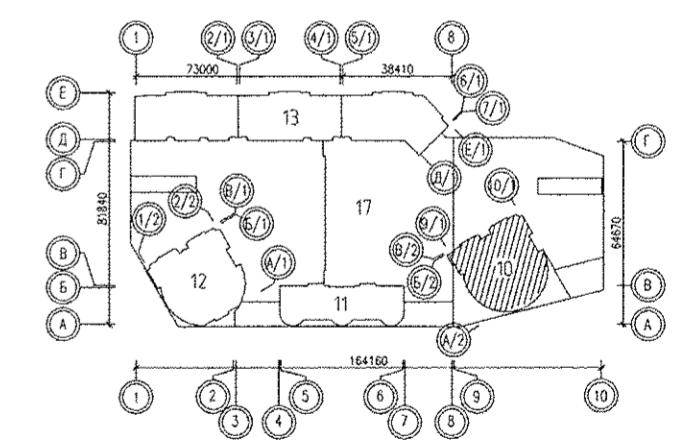 1 2/1 3/1 4/1 5/1 8
73000 38410
6/1
7/1
Е
13
Д Е/1 Г
Г Д/1
17 10/1
2/2 В/1
1/2 Б/1 9/1
81840 64670
В/2
А/1
Б/2
12 10
В
Б 11 В
А А
А/2
164160
1 2 3 4 5 6 7 8 9 10